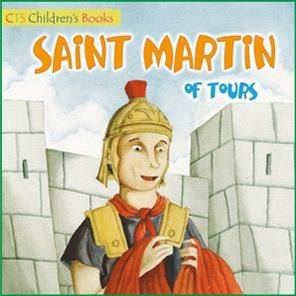 CTS Children's Books
SAINT MARTIN
OF TOURS